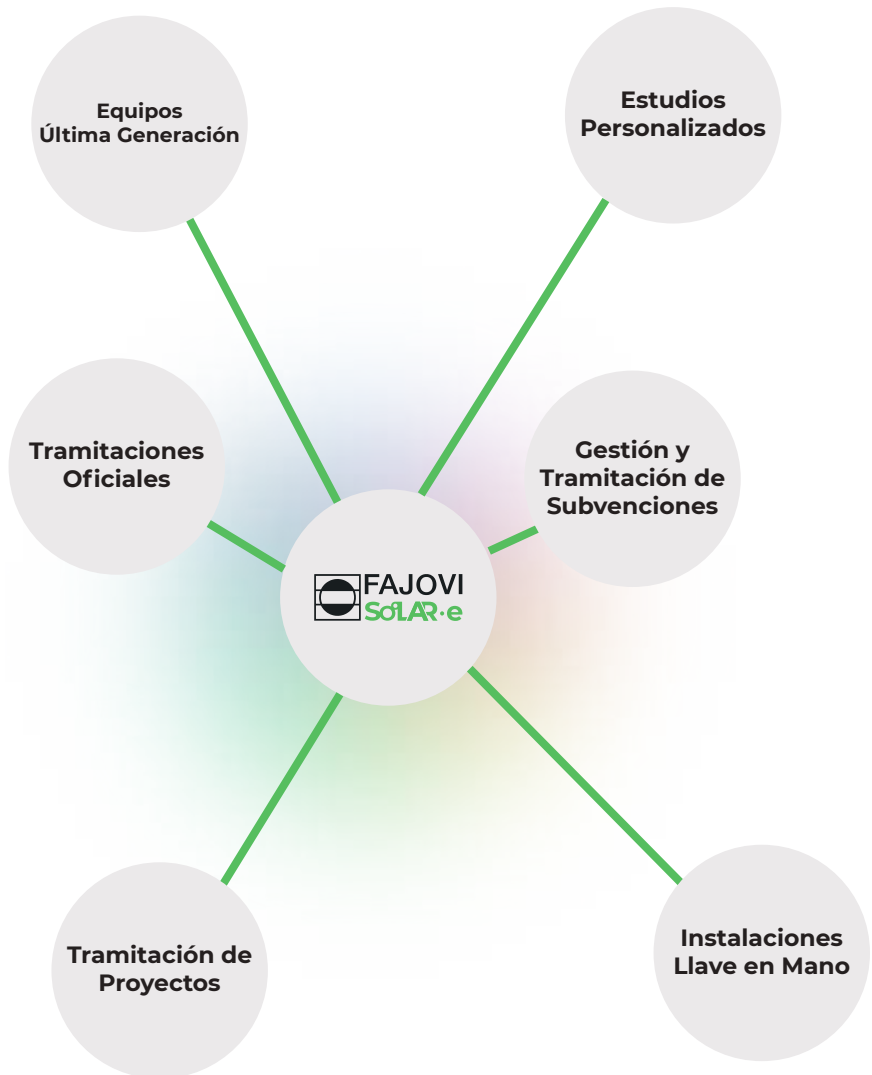 Equipos
Última Generación
Estudios
Personalizados
Tramitaciones
Oficiales
Gestión y
Tramitación de
Subvenciones
FAJOVI
SolLAR·e
Tramitación de
Proyectos
Instalaciones
Llave en Mano